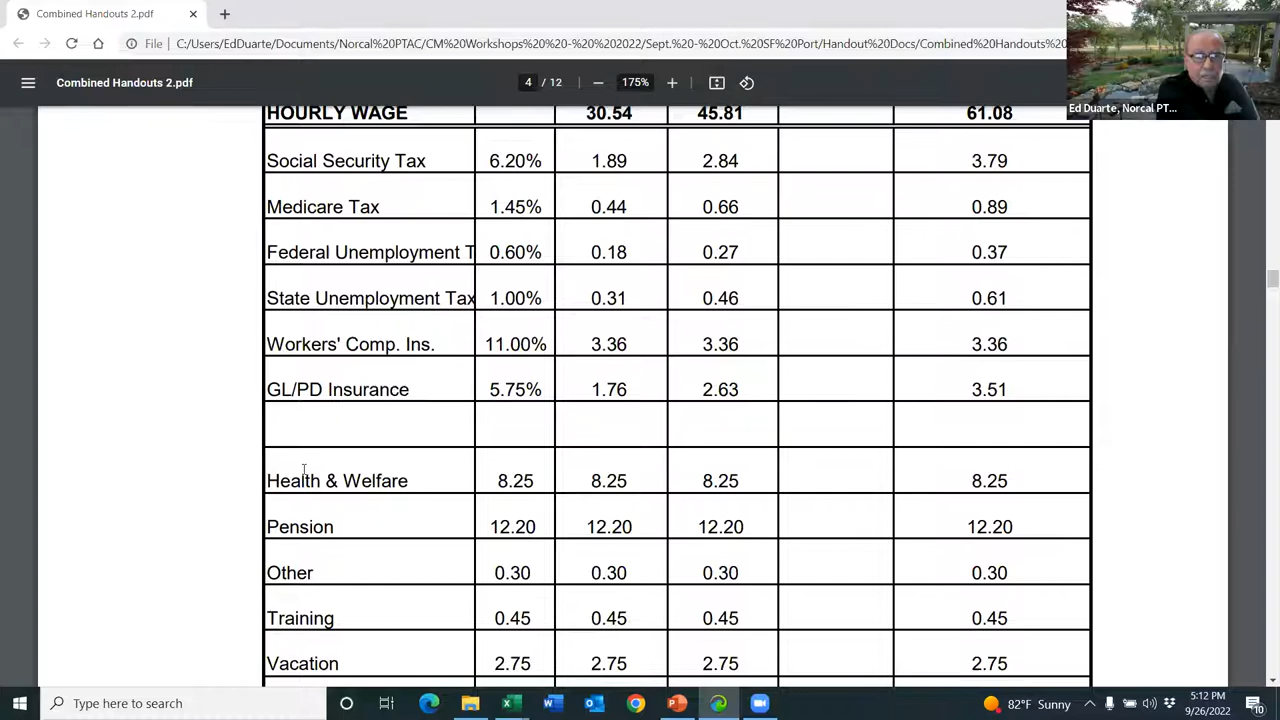 Combined Handouts 2.pdf
File C:/Users/EdDuarte/Documents/Norcal%20PTAC/CM%20Workshops%20%20-%202022/Sept.%20-%20Oct.%20SF%20Port/Handout%20Docs/Combined%20Handouts%
Combined Handouts 2.pdf 4 / 12 175%
Ed Duarte, Norcal PT...
HOURLY WAGE 30.54 45.81 61.08
Social Security Tax 6.20% 1.89 2.84 3.79
Medicare Tax 1.45% 0.44 0.66 0.89
Federal Unemployment T 0.60% 0.18 0.27 0.37
State Unemployment Tax 1.00% 0.31 0.46 0.61
Workers' Comp. Ins. 11.00% 3.36 3.36 3.36
GL/PD Insurance 5.75% 1.76 2.63 3.51
Health & Welfare 8.25 8.25 8.25 8.25
Pension 12.20 12.20 12.20 12.20
Other 0.30 0.30 0.30 0.30
Training 0.45 0.45 0.45 0.45
Vacation 2.75 2.75 2.75 2.75
Type here to search
82°F Sunny
5:12 PM
9/26/2022
10